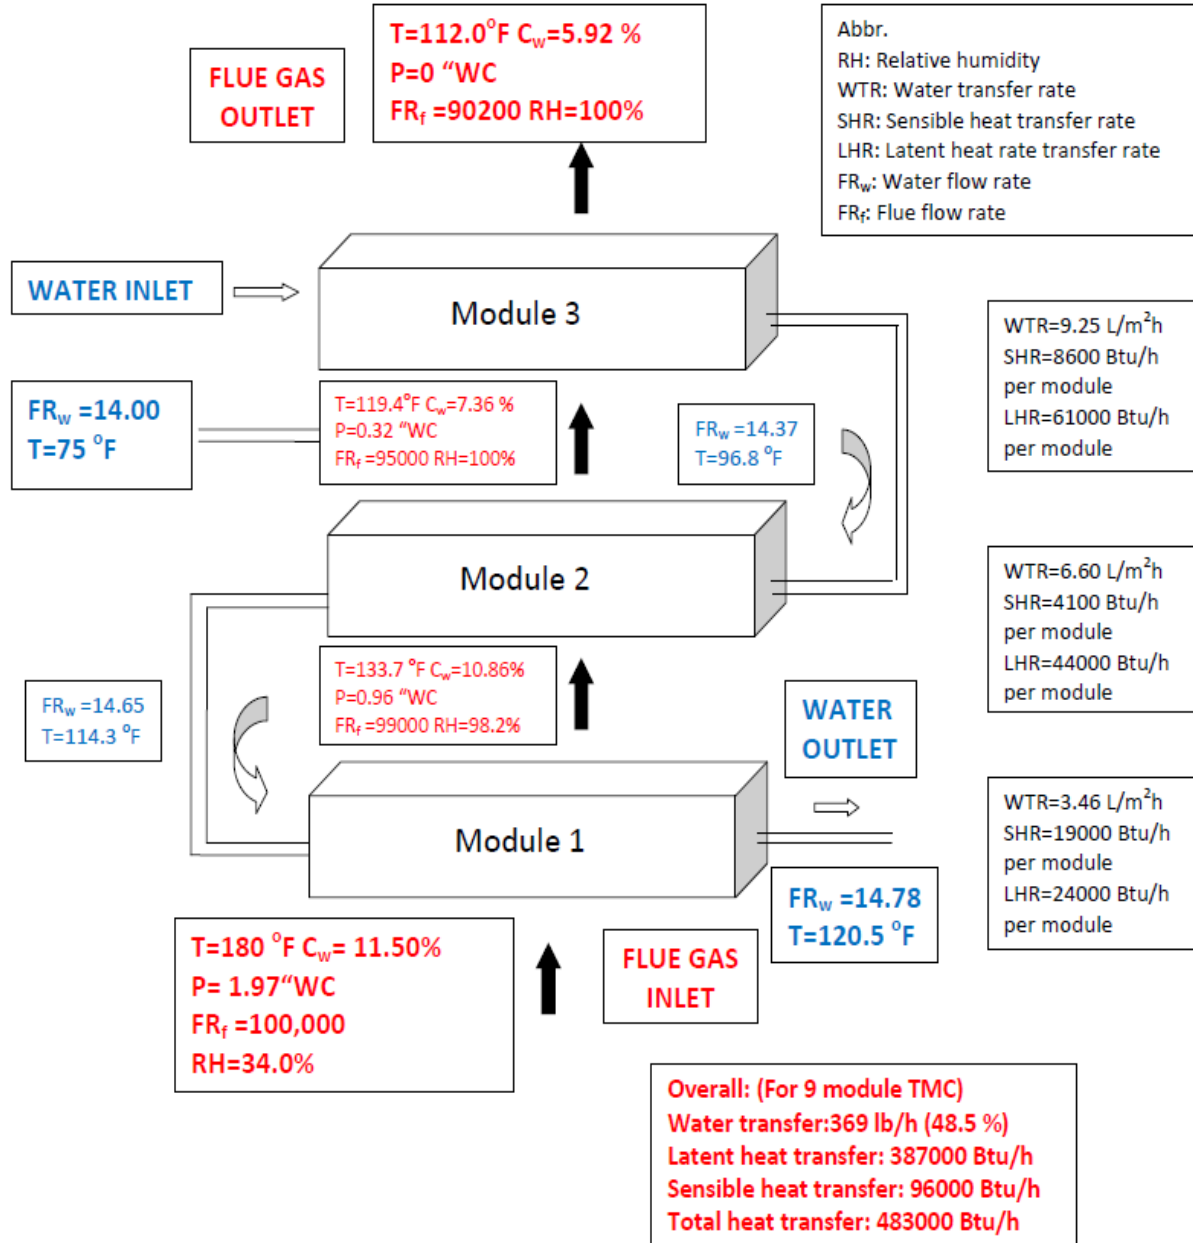 T=112.0°F Cw=5.92 %
P=0 “WC
FRf =90200 RH=100%
FLUE GAS
OUTLET
Abbr.
RH: Relative humidity
WTR: Water transfer rate
SHR: Sensible heat transfer rate
LHR: Latent heat rate transfer rate
FRw: Water flow rate
FRf: Flue flow rate
WATER INLET
Module 3
WTR=9.25 L/m²h
SHR=8600 Btu/h
per module
LHR=61000 Btu/h
per module
FRw =14.00
T=75 °F
T=119.4°F Cw=7.36 %
P=0.32 “WC
FRf =95000 RH=100%
FRw =14.37
T=96.8 °F
Module 2
WTR=6.60 L/m²h
SHR=4100 Btu/h
per module
LHR=44000 Btu/h
per module
T=133.7 °F Cw=10.86%
P=0.96 “WC
FRf =99000 RH=98.2%
FRw =14.65
T=114.3 °F
WATER
OUTLET
Module 1
WTR=3.46 L/m²h
SHR=19000 Btu/h
per module
LHR=24000 Btu/h
per module
FRw =14.78
T=120.5 °F
T=180 °F Cw= 11.50%
P= 1.97“WC
FRf =100,000
RH=34.0%
FLUE GAS
INLET
Overall: (For 9 module TMC)
Water transfer:369 lb/h (48.5 %)
Latent heat transfer: 387000 Btu/h
Sensible heat transfer: 96000 Btu/h
Total heat transfer: 483000 Btu/h